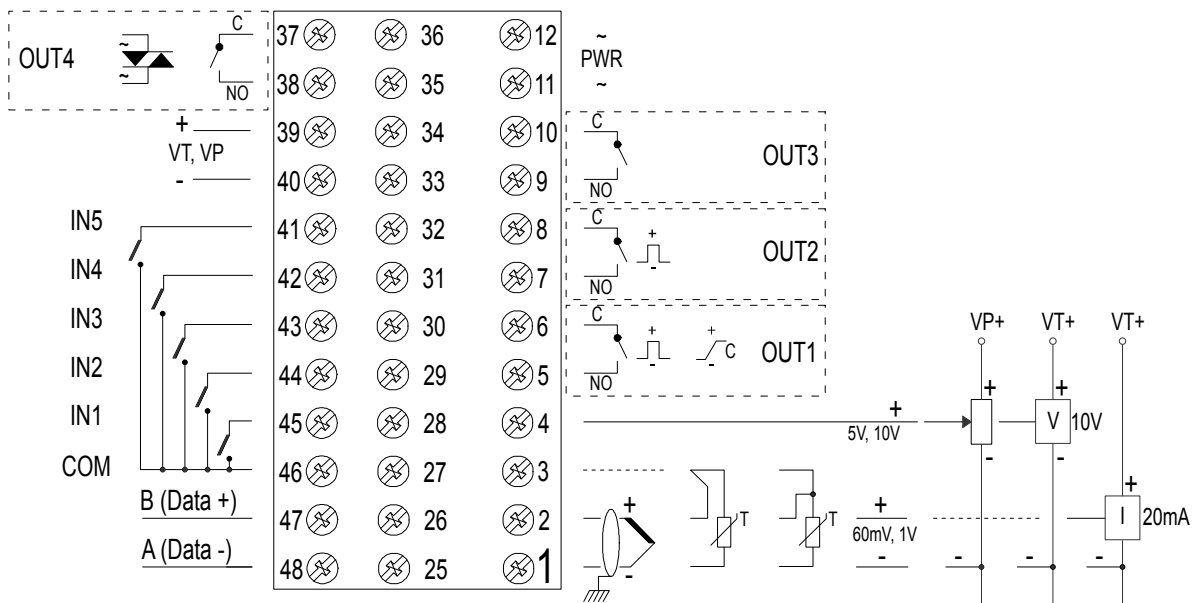 OUT4 ~ ~ C NO
37 36 12
38 35 11
39 34 10
40 33 9
41 32 8
42 31 7
43 30 6
44 29 5
45 28 4
46 27 3
47 26 2
48 25 1
+
VT, VP
-
IN5
IN4
IN3
IN2
IN1
COM
B (Data +)
A (Data -)
~
PWR
~
C
OUT3
NO
C + -
OUT2
NO
C + - + - C
OUT1
NO
VP+ VT+ VT+
+ + +
5V, 10V
V 10V
- -
+
I 20mA
+ T T +
60mV, 1V
- - - - -